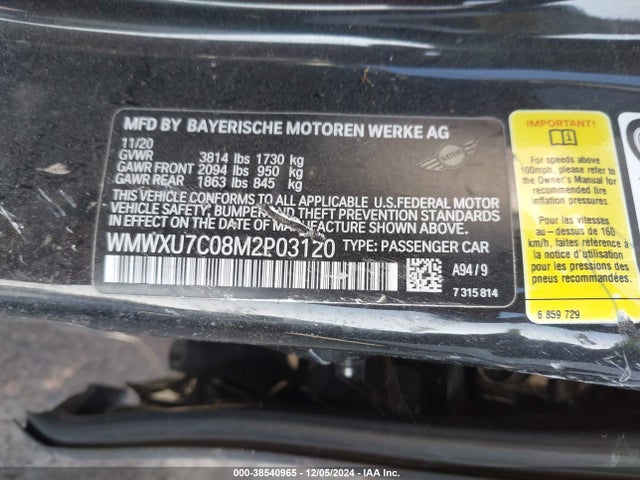 MFD BY BAYERISCHE MOTOREN WERKE AG
MINI
11/20
GVWR 3814 lbs 1730 kg
GAWR FRONT 2094 lbs 950 kg
GAWR REAR 1863 lbs 845 kg
THIS VEHICLE CONFORMS TO ALL APPLICABLE U.S.FEDERAL MOTOR
VEHICLE SAFETY, BUMPER, AND THEFT PREVENTION STANDARDS
IN EFFECT ON THE DATE OF MANUFACTURE SHOWN ABOVE.
WMWXU7C08M2P03120 TYPE: PASSENGER CAR
A94 / 9
7 315 814
For speeds above
100mph, please refer to
the Owner's Manual for
recommended tire
inflation pressures.
Pour vitesses au-
dessus de 160
km/h, veuillez vous
référer à la notice
d'utilisation pour
les pressions de
pneus recommandées.
6 859 729
000-38540965 - 12/05/2024 - IAA Inc.